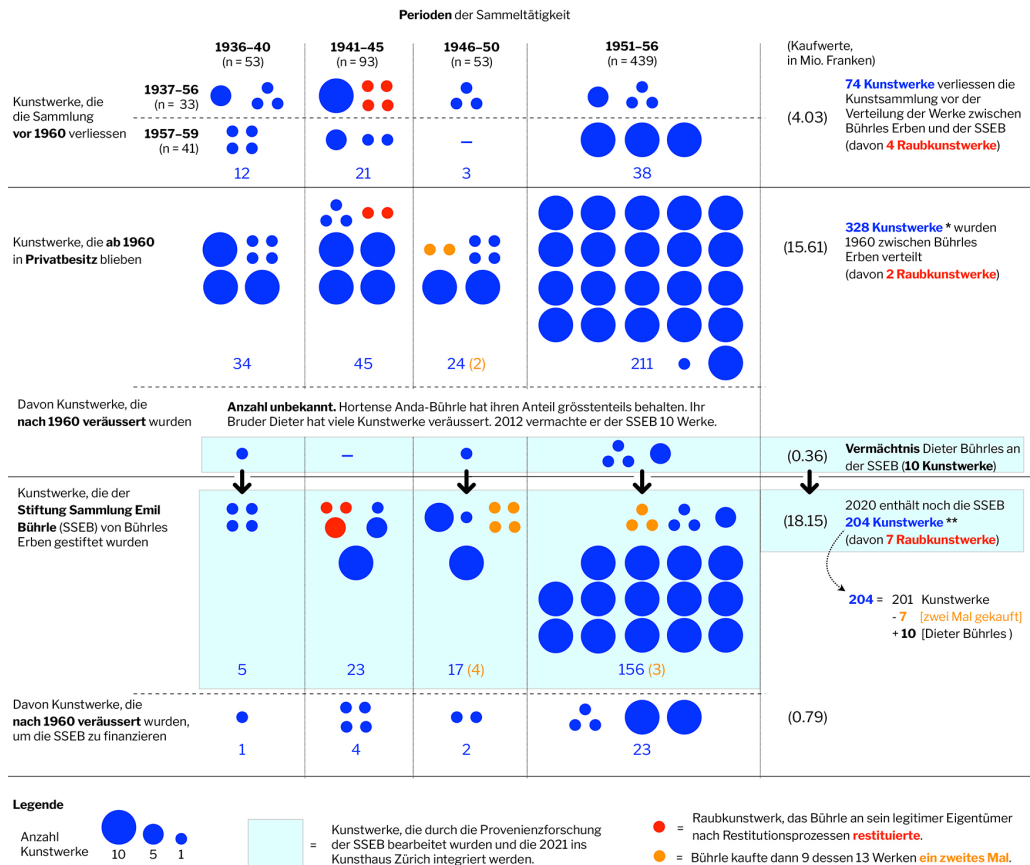 Perioden der Sammeltätigkeit
1936–40
(n = 53)
1941–45
(n = 93)
1946–50
(n = 53)
1951–56
(n = 439)
(Kaufwerte,
in Mio. Franken)
Kunstwerke, die
die Sammlung
vor 1960 verliessen
1937–56
(n = 33)
1957–59
(n = 41)
–
12
21
3
38
(4.03)
74 Kunstwerke verliessen die
Kunstsammlung vor der
Verteilung der Werke zwischen
Bührles Erben und der SSEB
(davon 4 Raubkunstwerke)
Kunstwerke, die ab 1960
in Privatbesitz blieben
34
45
24 (2)
211
(15.61)
328 Kunstwerke * wurden
1960 zwischen Bührles
Erben verteilt
(davon 2 Raubkunstwerke)
Davon Kunstwerke, die
nach 1960 veräussert wurden
Anzahl unbekannt. Hortense Anda-Bührle hat ihren Anteil grösstenteils behalten. Ihr
Bruder Dieter hat viele Kunstwerke veräussert. 2012 vermachte er der SSEB 10 Werke.
–
(0.36)
Vermächtnis Dieter Bührles an
der SSEB (10 Kunstwerke)
Kunstwerke, die der
Stiftung Sammlung Emil
Bührle (SSEB) von Bührles
Erben gestiftet wurden
5
23
17 (4)
156 (3)
(18.15)
2020 enthält noch die SSEB
204 Kunstwerke **
(davon 7 Raubkunstwerke)
204 = 201 Kunstwerke
- 7 [zwei Mal gekauft]
+ 10 [Dieter Bührles )
Davon Kunstwerke, die
nach 1960 veräussert wurden,
um die SSEB zu finanzieren
1
4
2
23
(0.79)
Legende
Anzahl
Kunstwerke
10 5 1
= Kunstwerke, die durch die Provenienzforschung
der SSEB bearbeitet wurden und die 2021 ins
Kunsthaus Zürich integriert werden.
= Raubkunstwerk, das Bührle an sein legitimer Eigentümer
nach Restitutionsprozessen restituierte.
= Bührle kaufte dann 9 dessen 13 Werken ein zweites Mal.